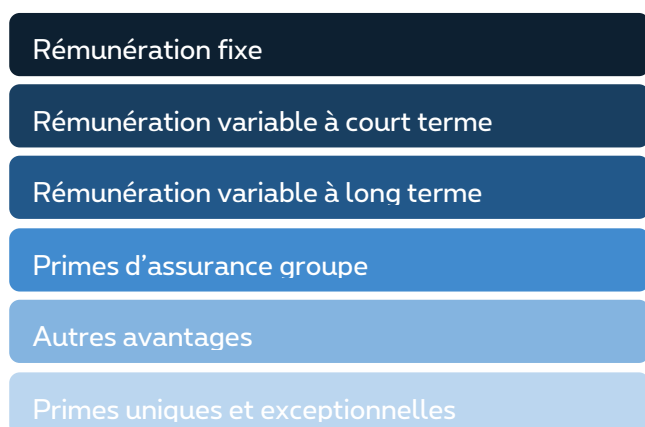 Rémunération fixe
Rémunération variable à court terme
Rémunération variable à long terme
Primes d’assurance groupe
Autres avantages
Primes uniques et exceptionnelles